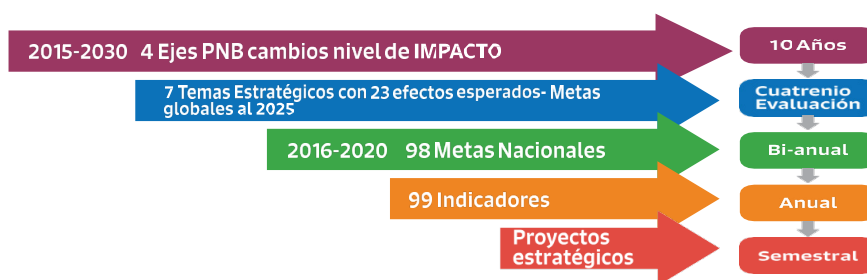 2015-2030 4 Ejes PNB cambios nivel de IMPACTO
10 Años
7 Temas Estratégicos con 23 efectos esperados- Metas
globales al 2025
Cuatrenio
Evaluación
2016-2020 98 Metas Nacionales
Bi-anual
99 Indicadores
Anual
Proyectos
estratégicos
Semestral